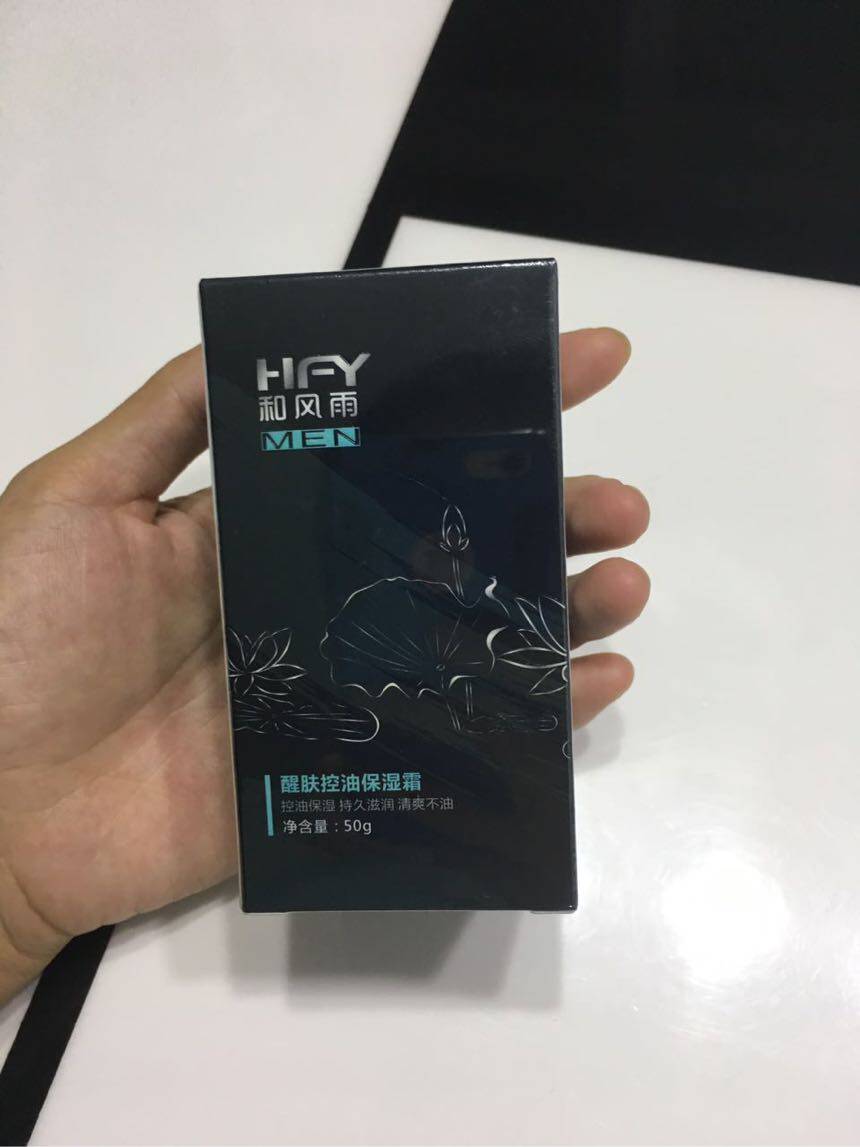 HFY
和风雨
MEN
醒肤控油保湿霜
控油保湿 持久滋润 清爽不油
净含量：50g